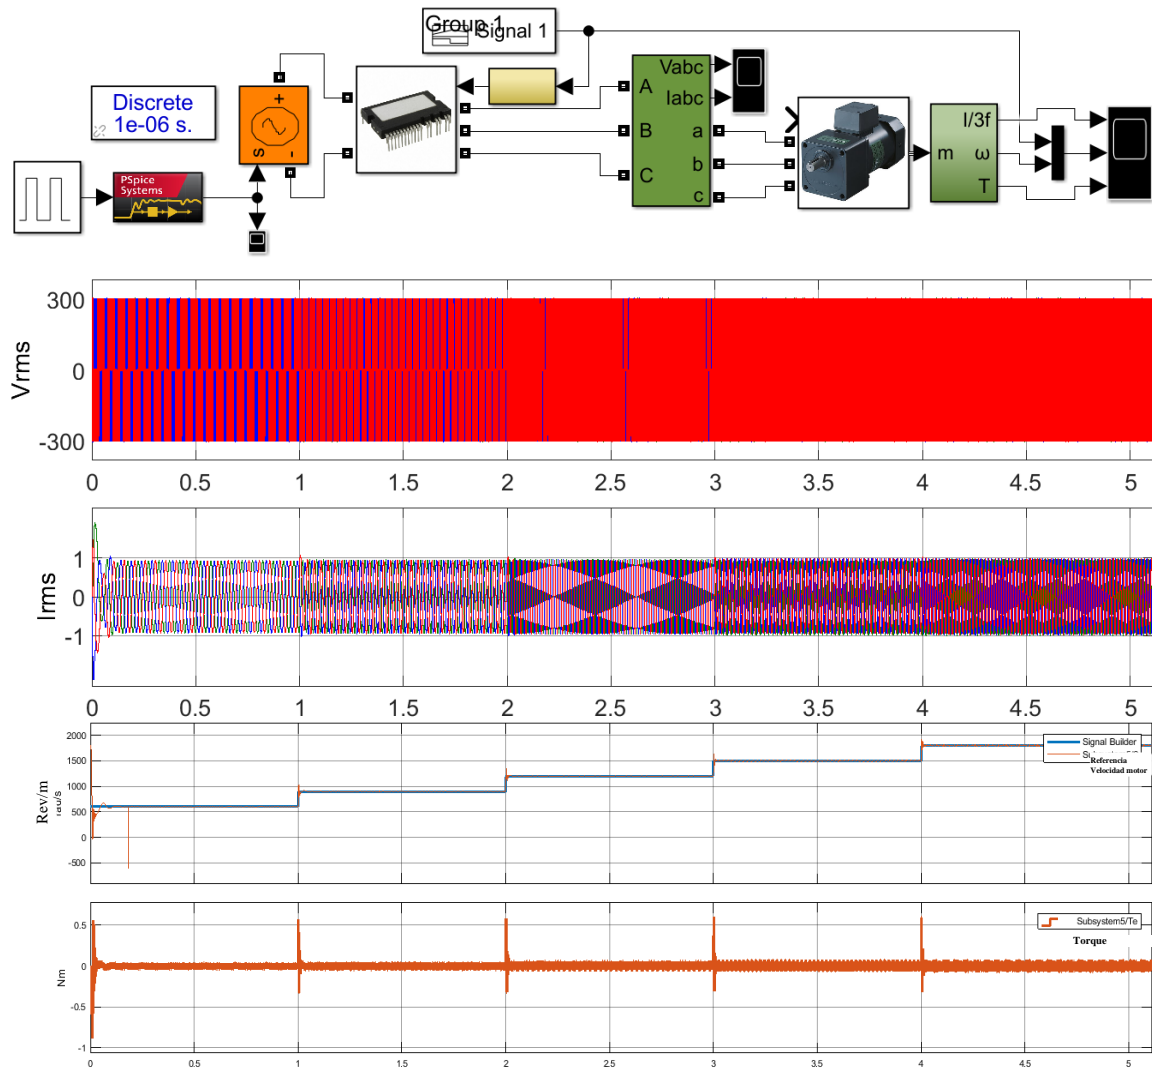 Group 1
Signal 1
Discrete
1e-06 s.
+
s
-
PSpice
Systems
A
B
C
Vabc
Iabc
a
b
c
m
I/3f
ω
T
Vrms
300
0
-300
0 0.5 1 1.5 2 2.5 3 3.5 4 4.5 5
Irms
1
0
-1
0 0.5 1 1.5 2 2.5 3 3.5 4 4.5 5
Rev/m
2000
1500
1000
500
0
-500
Signal Builder
Referencia
Velocidad motor
Nm
0.5
0
-0.5
-1
Subsystem5/Te
Torque
0 0.5 1 1.5 2 2.5 3 3.5 4 4.5 5